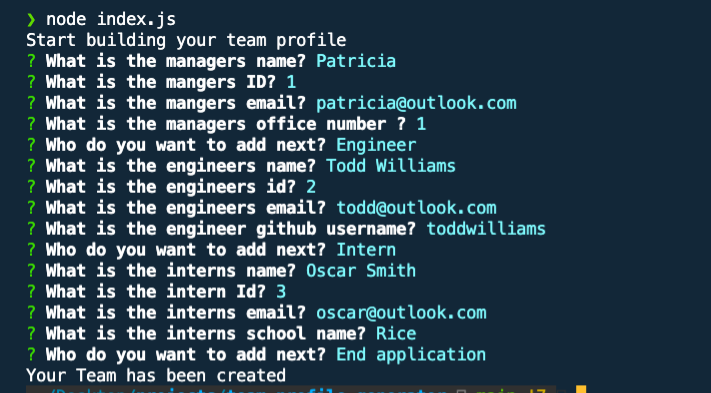 ❯ node index.js
Start building your team profile
? What is the managers name? Patricia
? What is the mangers ID? 1
? What is the mangers email? patricia@outlook.com
? What is the managers office number ? 1
? Who do you want to add next? Engineer
? What is the engineers name? Todd Williams
? What is the engineers id? 2
? What is the engineers email? todd@outlook.com
? What is the engineer github username? toddwilliams
? Who do you want to add next? Intern
? What is the interns name? Oscar Smith
? What is the intern Id? 3
? What is the interns email? oscar@outlook.com
? What is the interns school name? Rice
? Who do you want to add next? End application
Your Team has been created